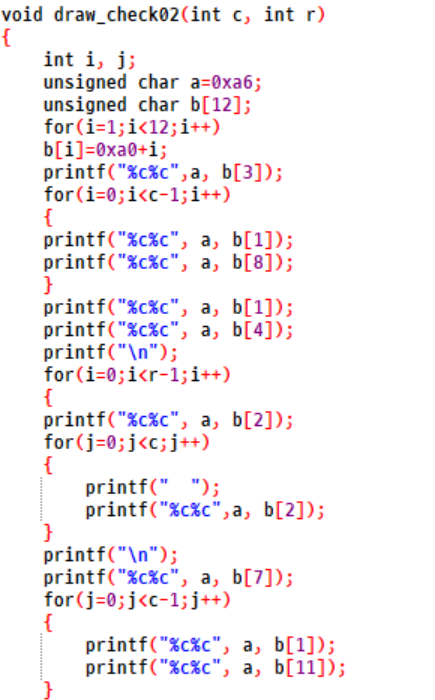 void draw_check02(int c, int r)
{
    int i, j;
    unsigned char a=0xa6;
    unsigned char b[12];
    for(i=1;i<12;i++)
    b[i]=0xa0+i;
    printf("%c%c",a, b[3]);
    for(i=0;i<c-1;i++)
    {
    printf("%c%c", a, b[1]);
    printf("%c%c", a, b[8]);
    }
    printf("%c%c", a, b[1]);
    printf("%c%c", a, b[4]);
    printf("\n");
    for(i=0;i<r-1;i++)
    {
    printf("%c%c", a, b[2]);
    for(j=0;j<c;j++)
    {
        printf("  ");
        printf("%c%c",a, b[2]);
    }
    printf("\n");
    printf("%c%c", a, b[7]);
    for(j=0;j<c-1;j++)
    {
        printf("%c%c", a, b[1]);
        printf("%c%c", a, b[11]);
    }